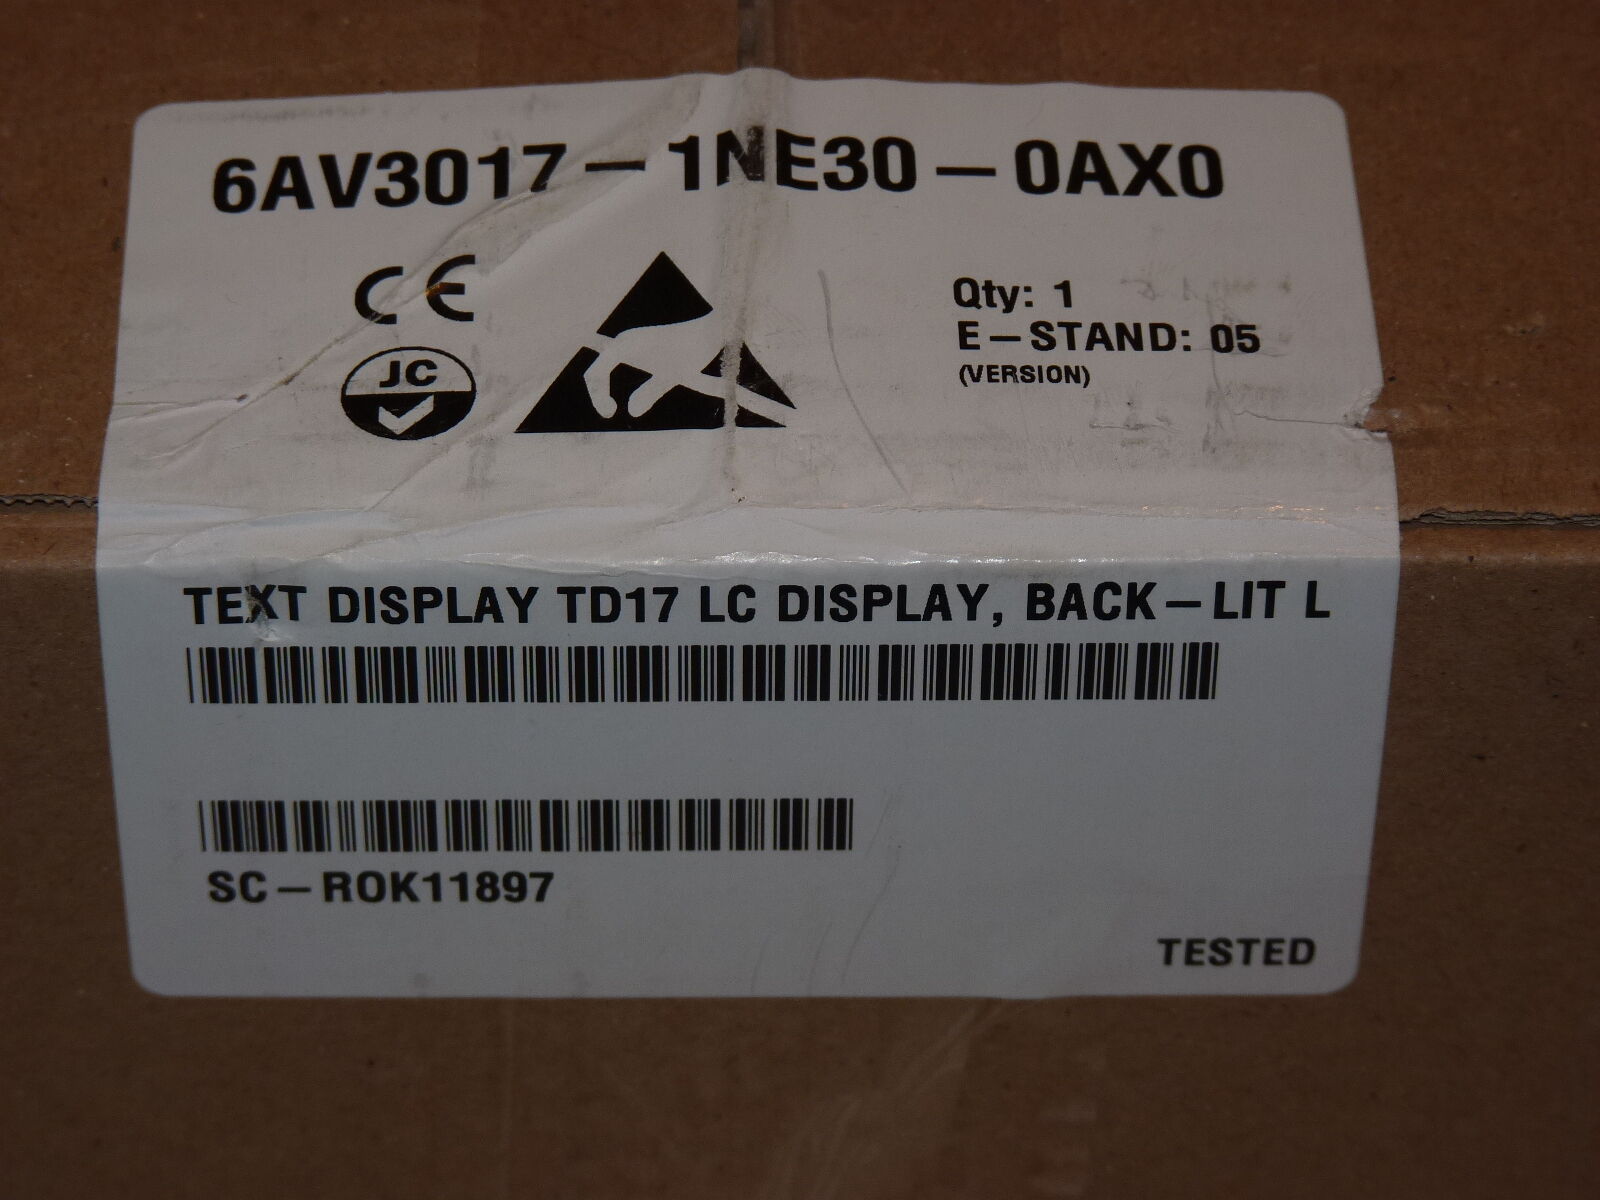 6AV3017-1NE30-0AX0
CE
JC
Qty: 1
E-STAND: 05
(VERSION)
TEXT DISPLAY TD17 LC DISPLAY, BACK-LIT L
SC-ROK11897
TESTED